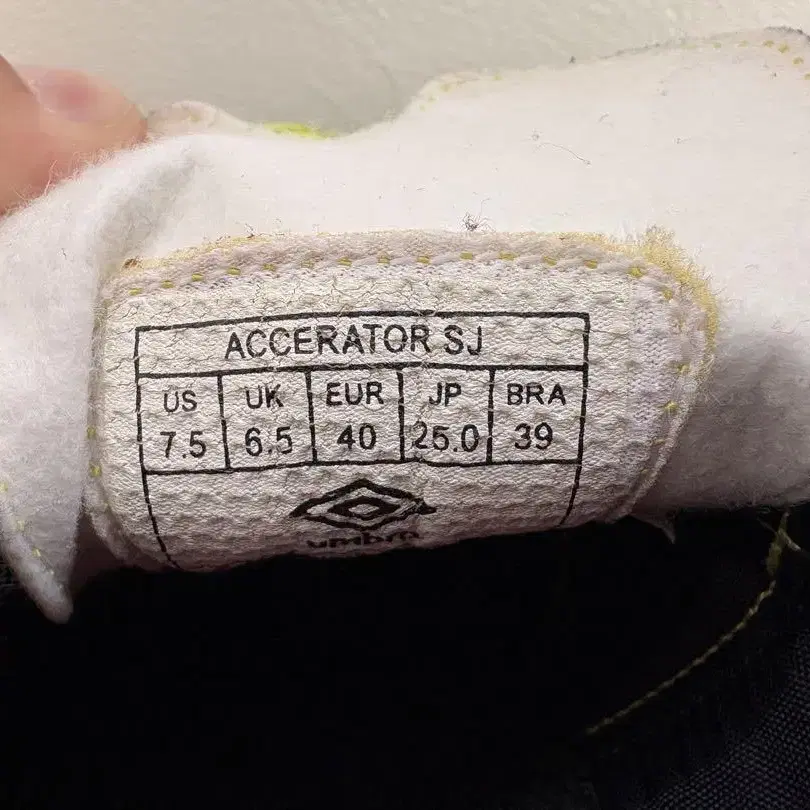 ACCERATOR SJ
US UK EUR JP BRA
7.5 6.5 40 25.0 39
umbro